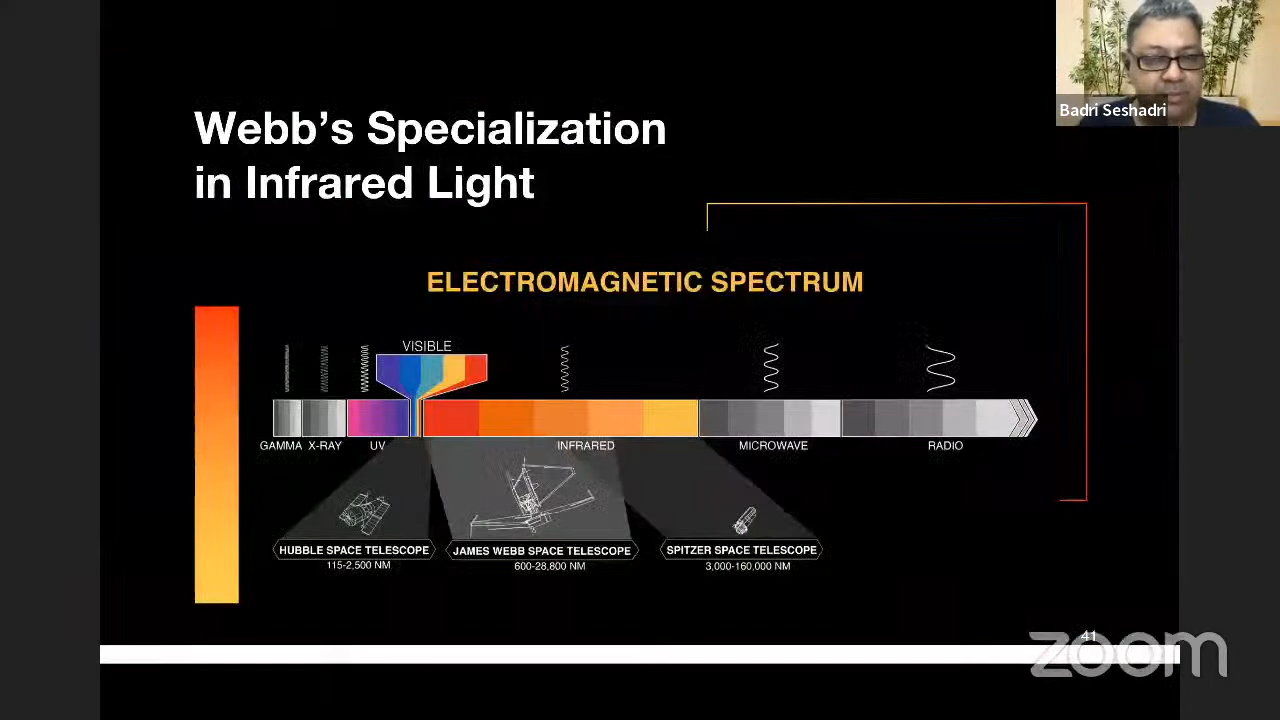 Badri Seshadri
Webb’s Specialization
in Infrared Light
ELECTROMAGNETIC SPECTRUM
VISIBLE
GAMMA X-RAY UV INFRARED MICROWAVE RADIO
HUBBLE SPACE TELESCOPE
115-2,500 NM
JAMES WEBB SPACE TELESCOPE
600-28,800 NM
SPITZER SPACE TELESCOPE
3,000-160,000 NM
41
zoom